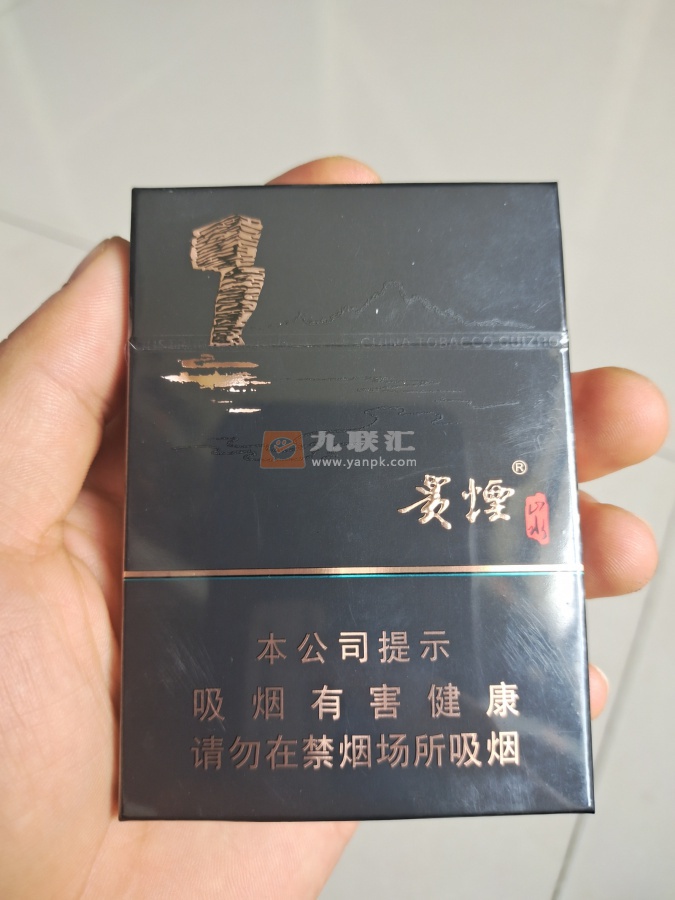 CHINA TOBACCO GUIZHO
九联汇
www.yanpk.com
贵煙®
山水
本公司提示
吸烟有害健康
请勿在禁烟场所吸烟